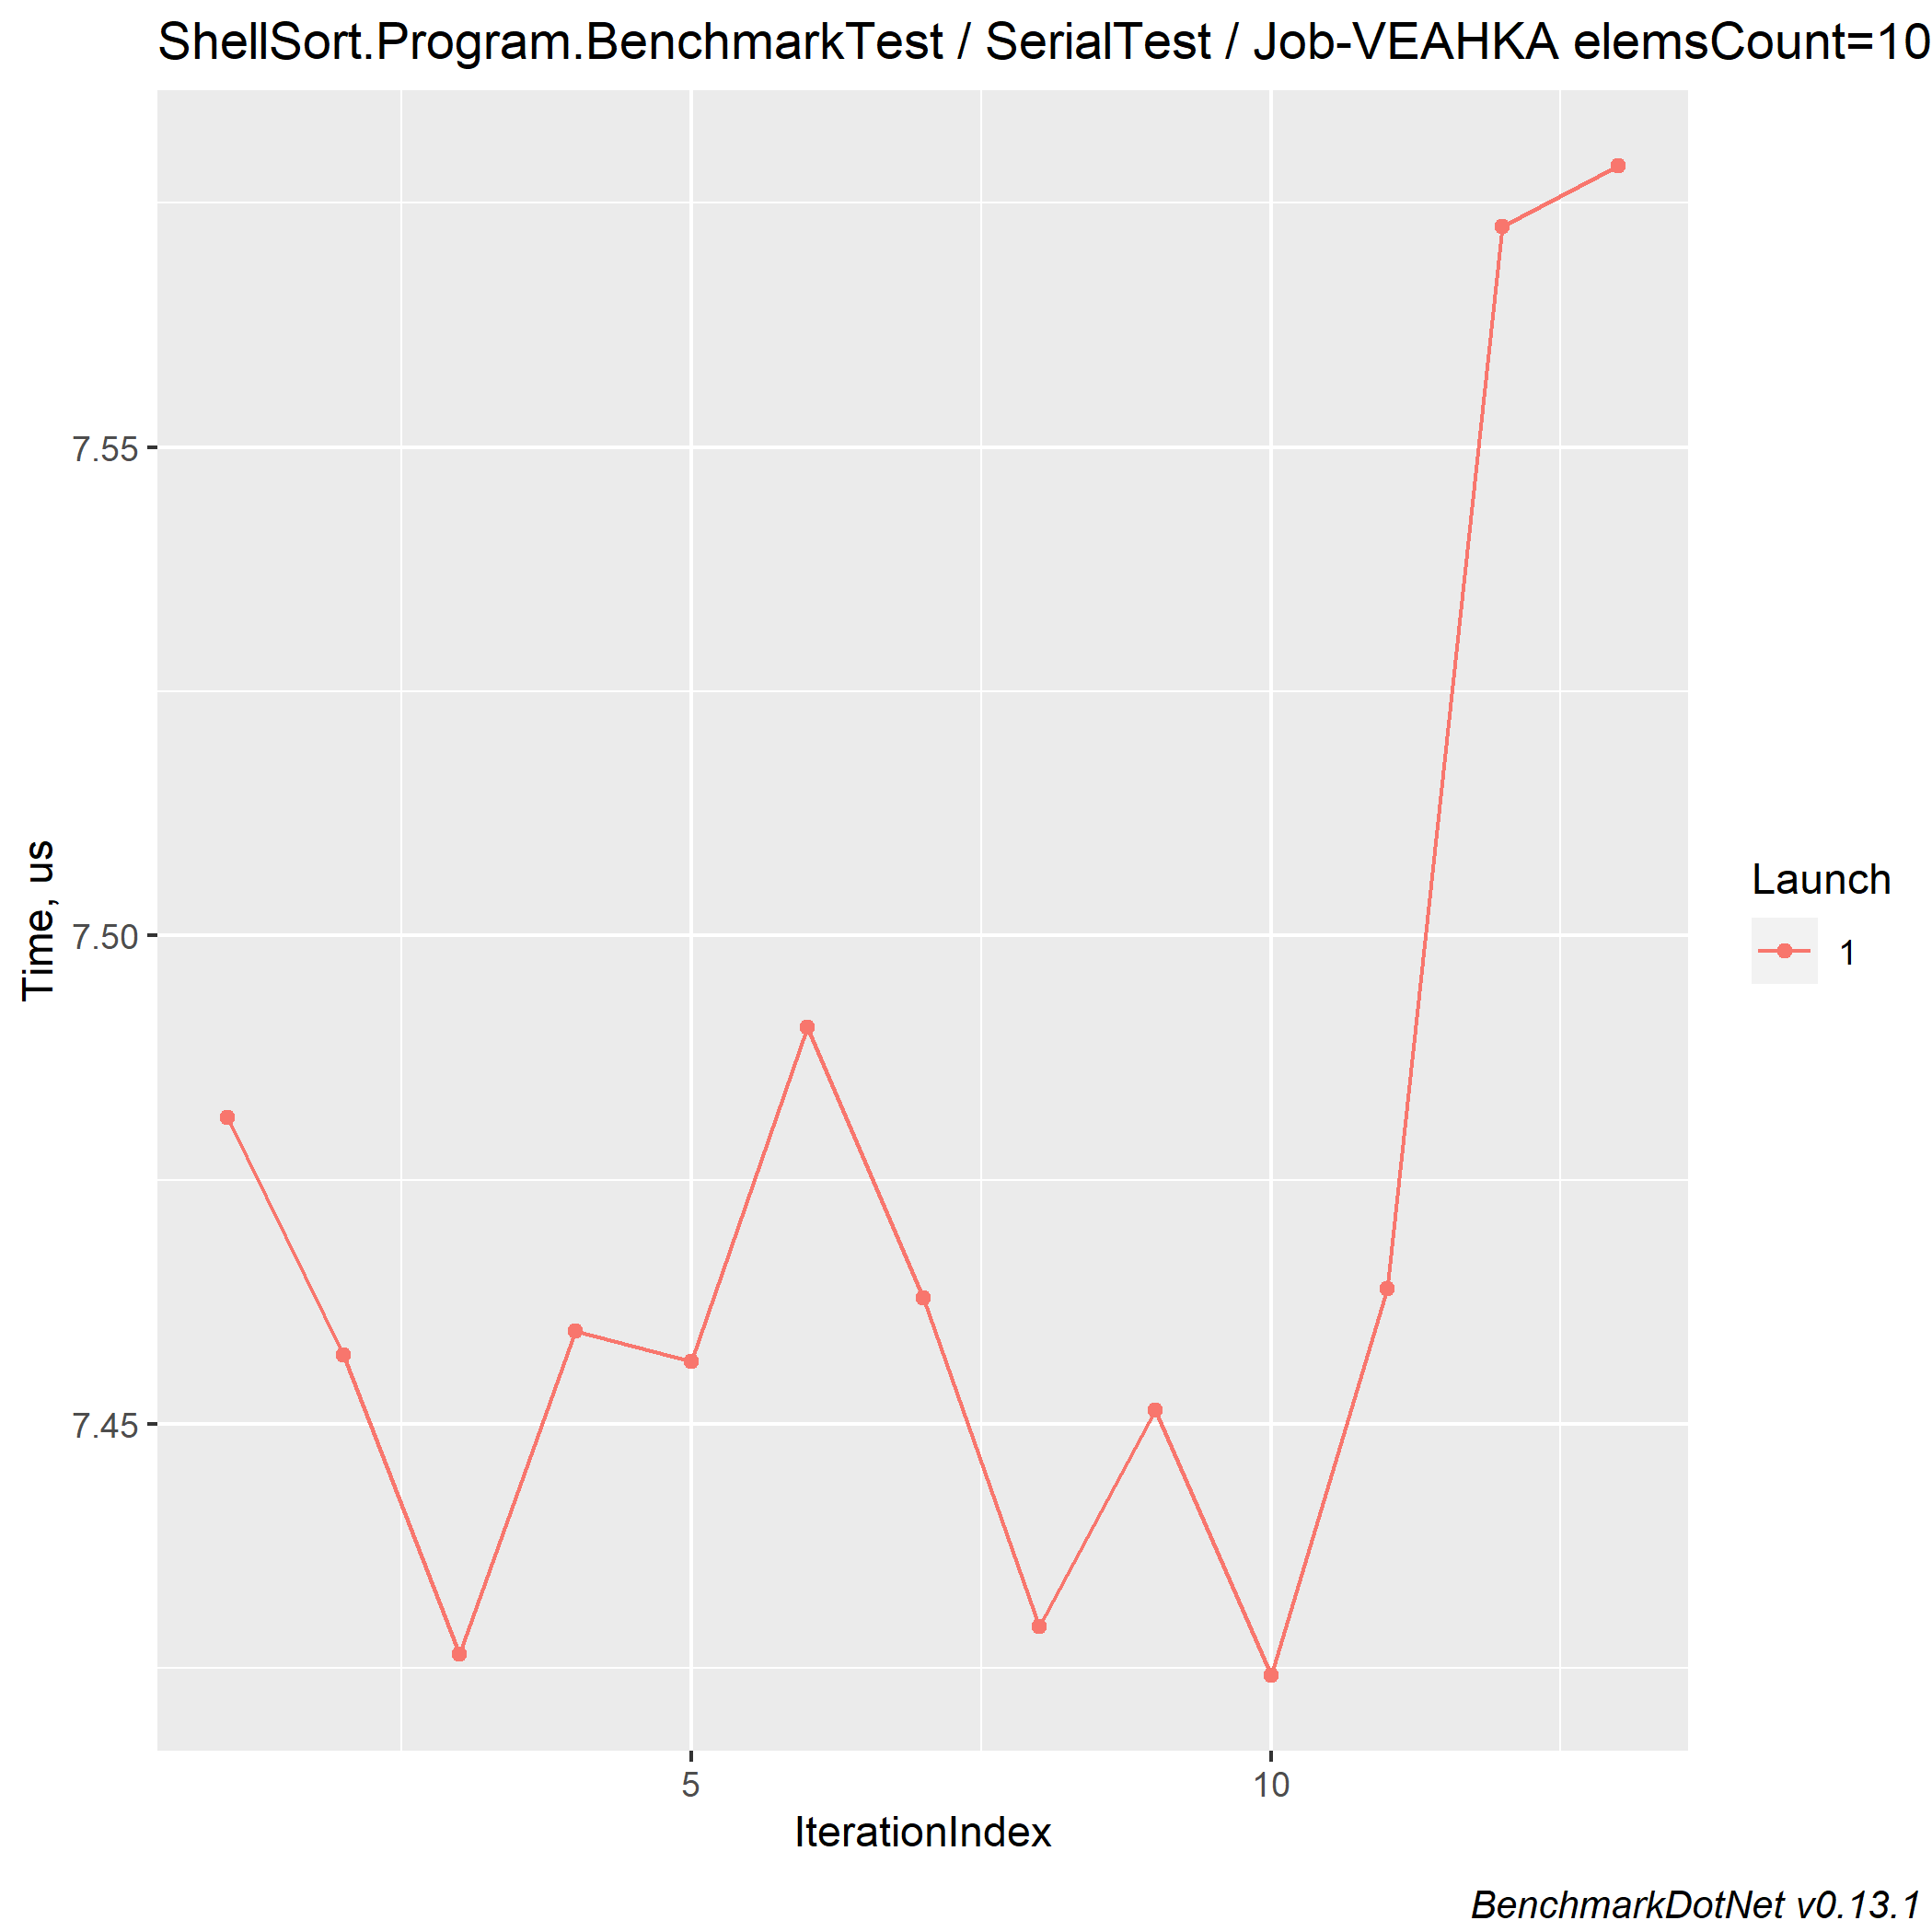 ShellSort.Program.BenchmarkTest / SerialTest / Job-VEAHKA elemsCount=10
7.55
7.50
7.45
Time, us
5
10
IterationIndex
Launch
1
BenchmarkDotNet v0.13.1